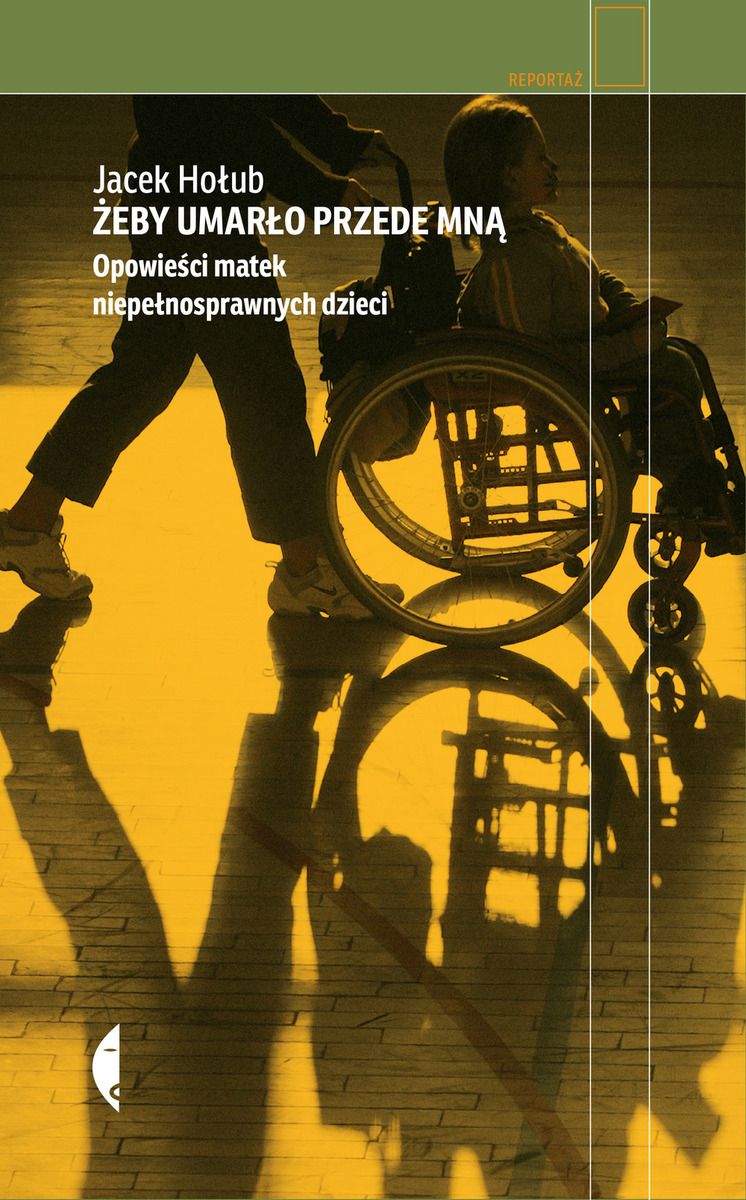 REPORTAŻ
Jacek Hołub
ŻEBY UMARŁO PRZEDE MNĄ
Opowieści matek
niepełnosprawnych dzieci